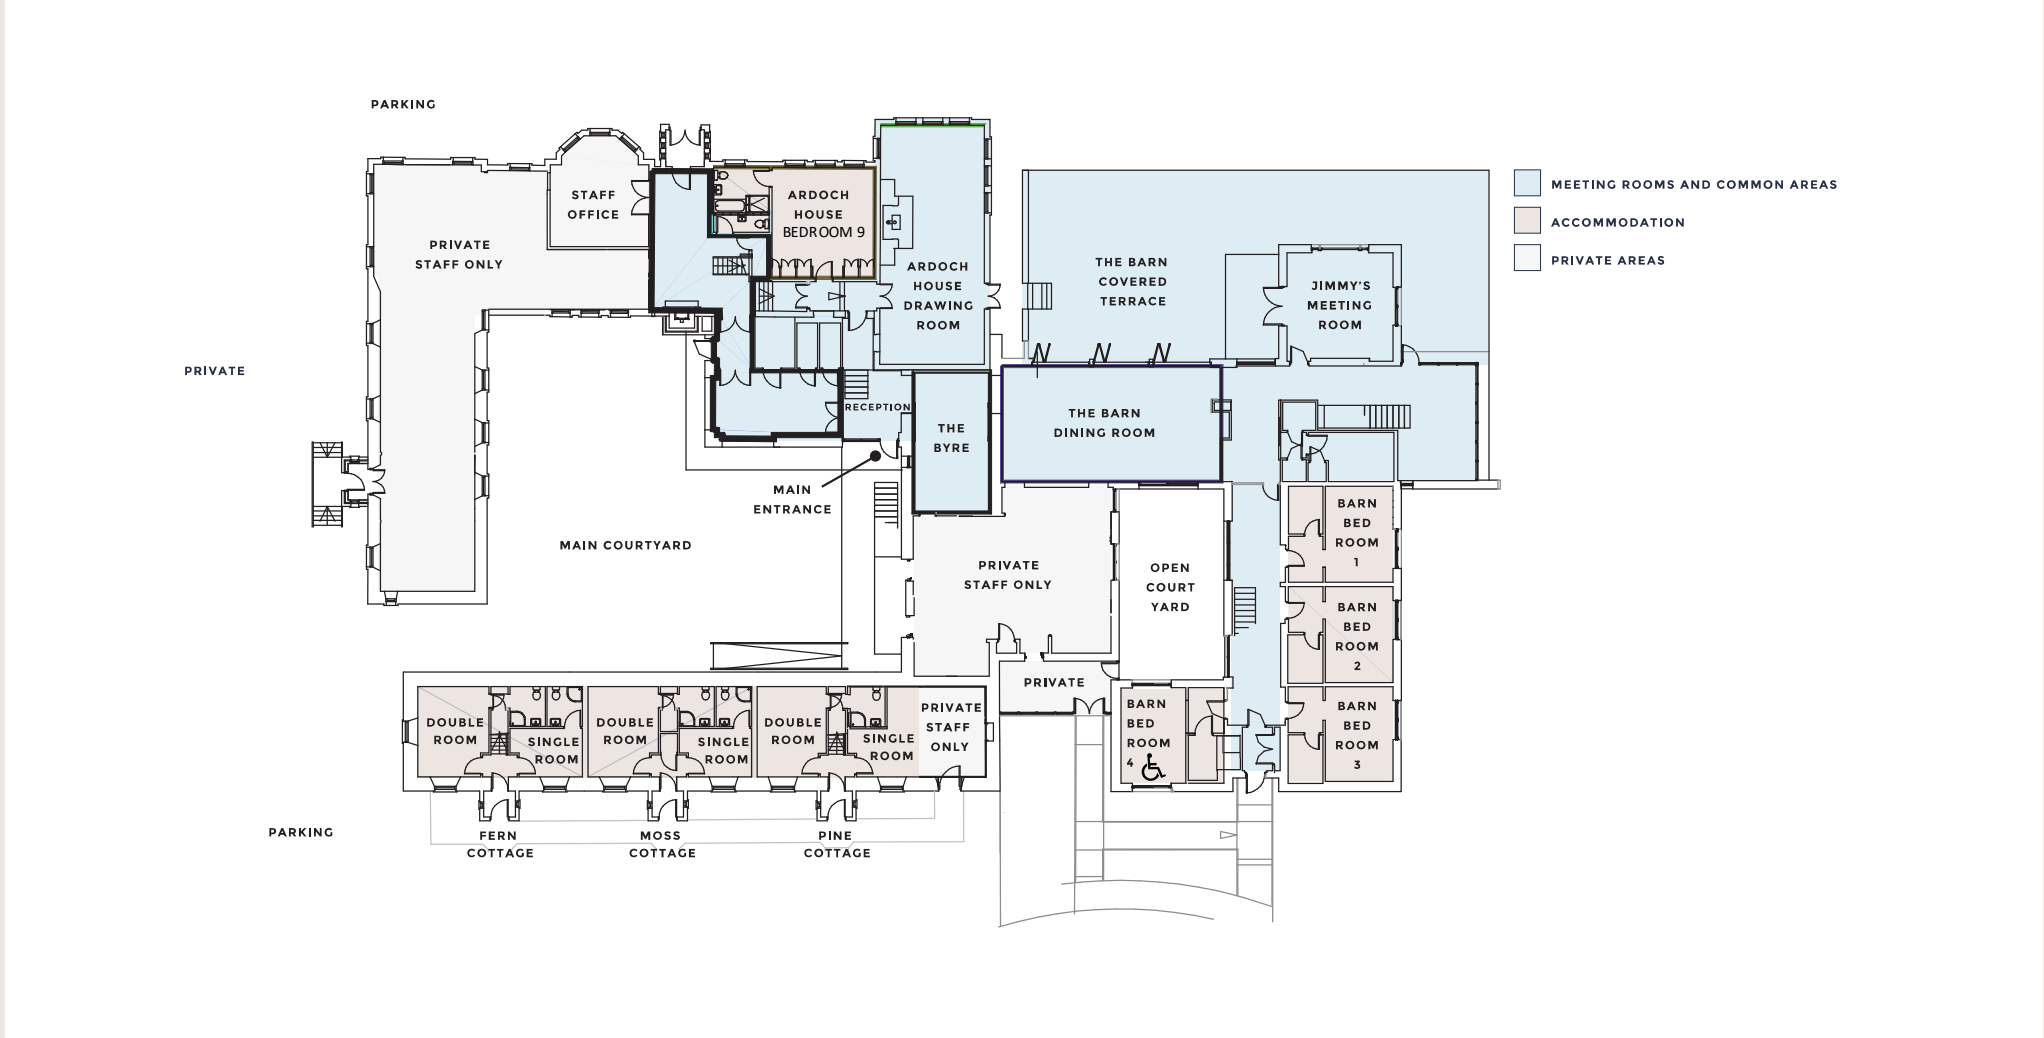 PARKING
STAFF
OFFICE
PRIVATE
STAFF ONLY
ARDOCH
HOUSE
BEDROOM 9
ARDOCH
HOUSE
DRAWING
ROOM
THE BARN
COVERED
TERRACE
JIMMY'S
MEETING
ROOM
MEETING ROOMS AND COMMON AREAS
ACCOMMODATION
PRIVATE AREAS
PRIVATE
RECEPTION
THE
BYRE
THE BARN
DINING ROOM
MAIN
ENTRANCE
MAIN COURTYARD
PRIVATE
STAFF ONLY
OPEN
COURT
YARD
BARN
BED
ROOM
1
BARN
BED
ROOM
2
BARN
BED
ROOM
3
PRIVATE
BARN
BED
ROOM
4
DOUBLE
ROOM
SINGLE
ROOM
DOUBLE
ROOM
SINGLE
ROOM
DOUBLE
ROOM
SINGLE
ROOM
PRIVATE
STAFF
ONLY
PARKING
FERN
COTTAGE
MOSS
COTTAGE
PINE
COTTAGE